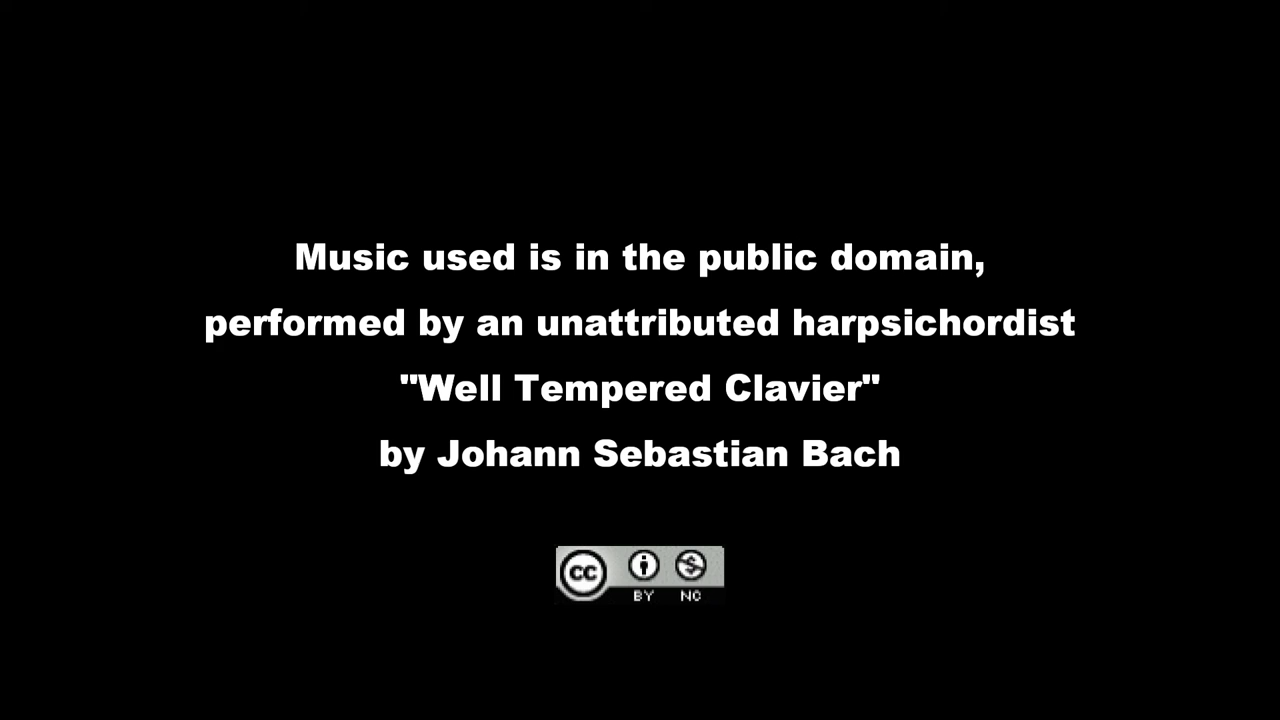 Music used is in the public domain,
performed by an unattributed harpsichordist
"Well Tempered Clavier"
by Johann Sebastian Bach
CC
BY NC